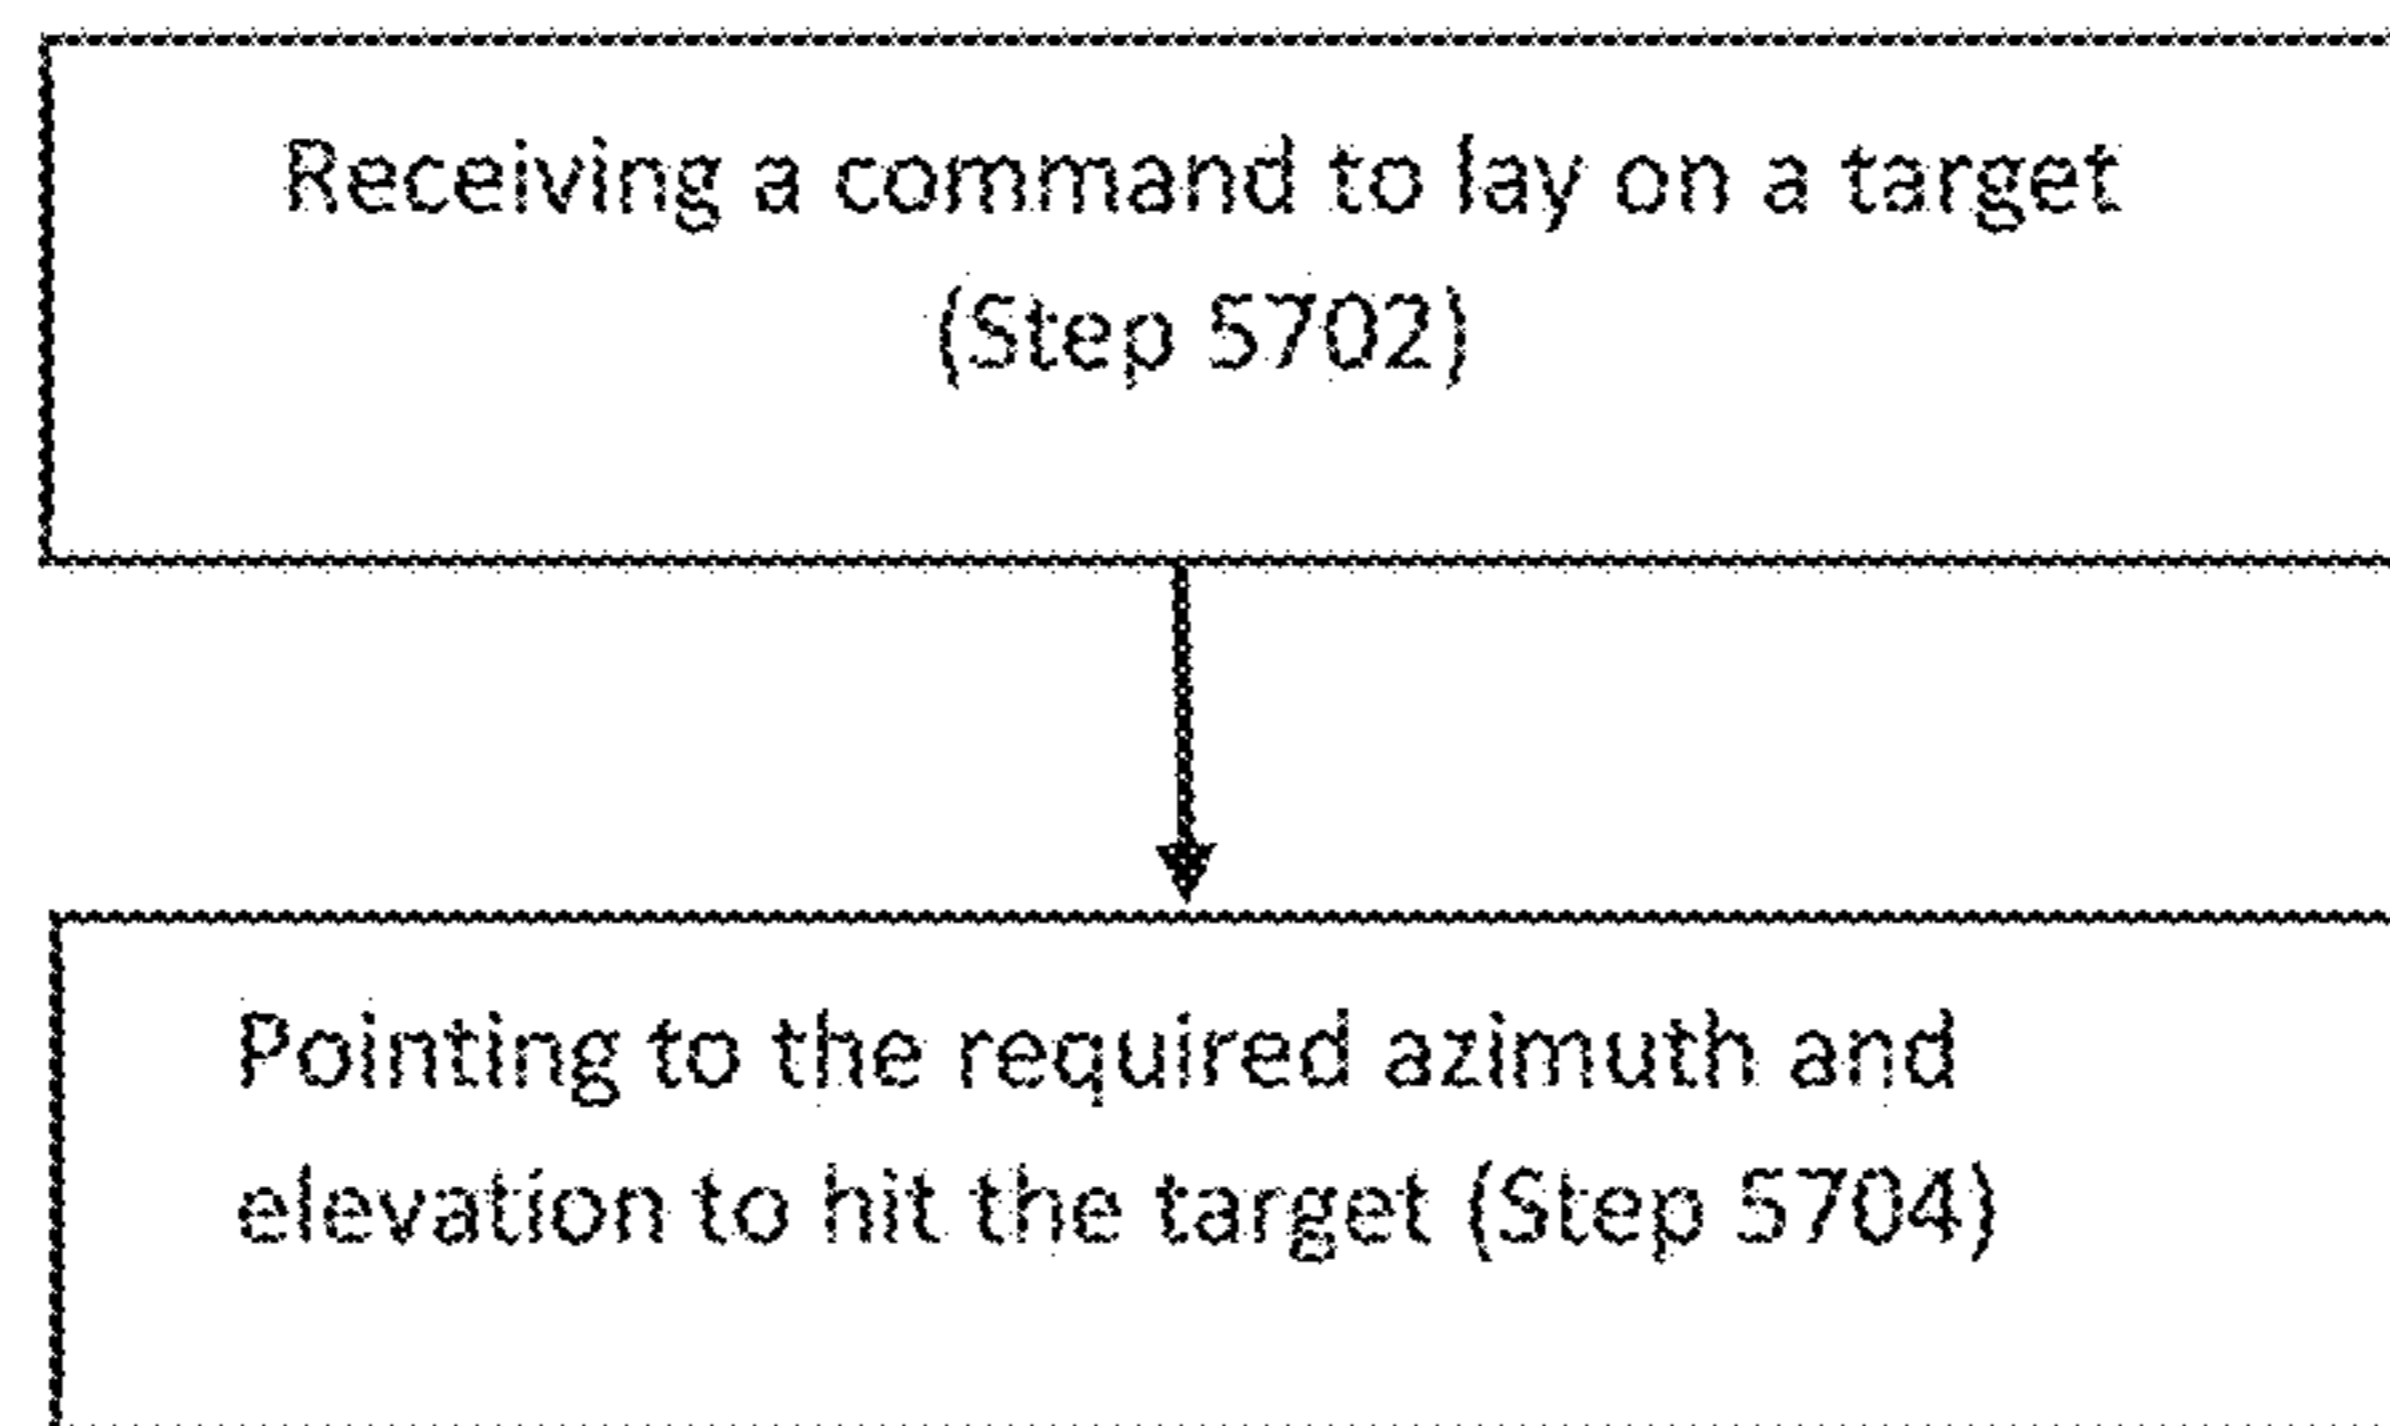 Receiving a command to lay on a target
(Step 5702)
Pointing to the required azimuth and
elevation to hit the target (Step 5704)